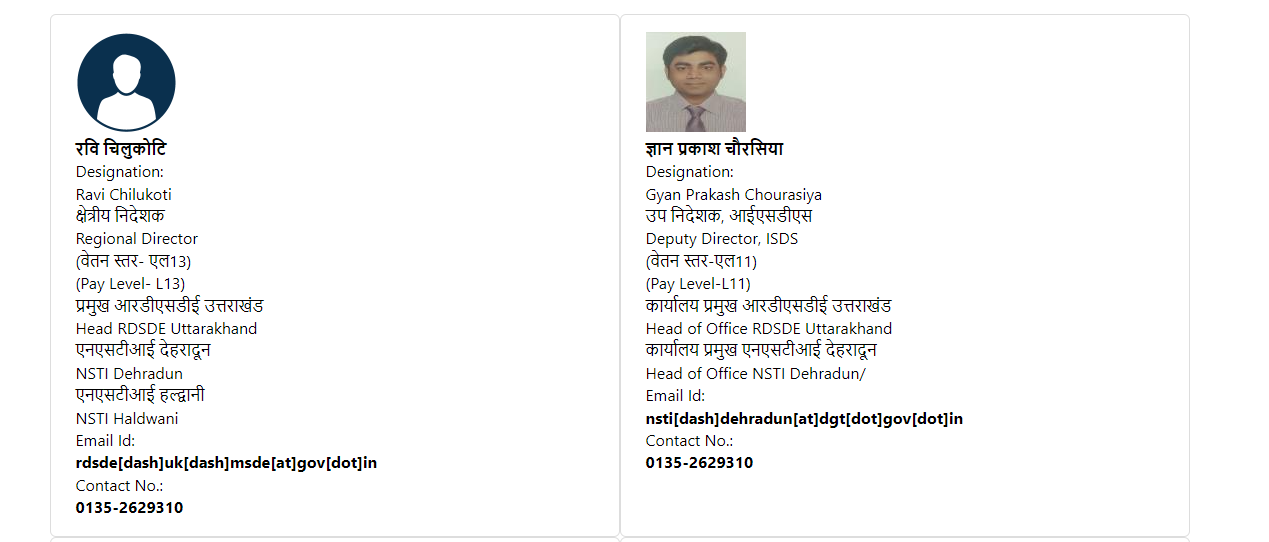 रवि चिलुकोटि
Designation:
Ravi Chilukoti
क्षेत्रीय निदेशक
Regional Director
(वेतन स्तर- एल13)
(Pay Level- L13)
प्रमुख आरडीएसडीई उत्तराखंड
Head RDSDE Uttarakhand
एनएसटीआई देहरादून
NSTI Dehradun
एनएसटीआई हल्द्वानी
NSTI Haldwani
Email Id:
rdsde[dash]uk[dash]msde[at]gov[dot]in
Contact No.:
0135-2629310
ज्ञान प्रकाश चौरसिया
Designation:
Gyan Prakash Chourasiya
उप निदेशक, आईएसडीएस
Deputy Director, ISDS
(वेतन स्तर-एल11)
(Pay Level-L11)
कार्यालय प्रमुख आरडीएसडीई उत्तराखंड
Head of Office RDSDE Uttarakhand
कार्यालय प्रमुख एनएसटीआई देहरादून
Head of Office NSTI Dehradun/
Email Id:
nsti[dash]dehradun[at]dgt[dot]gov[dot]in
Contact No.:
0135-2629310